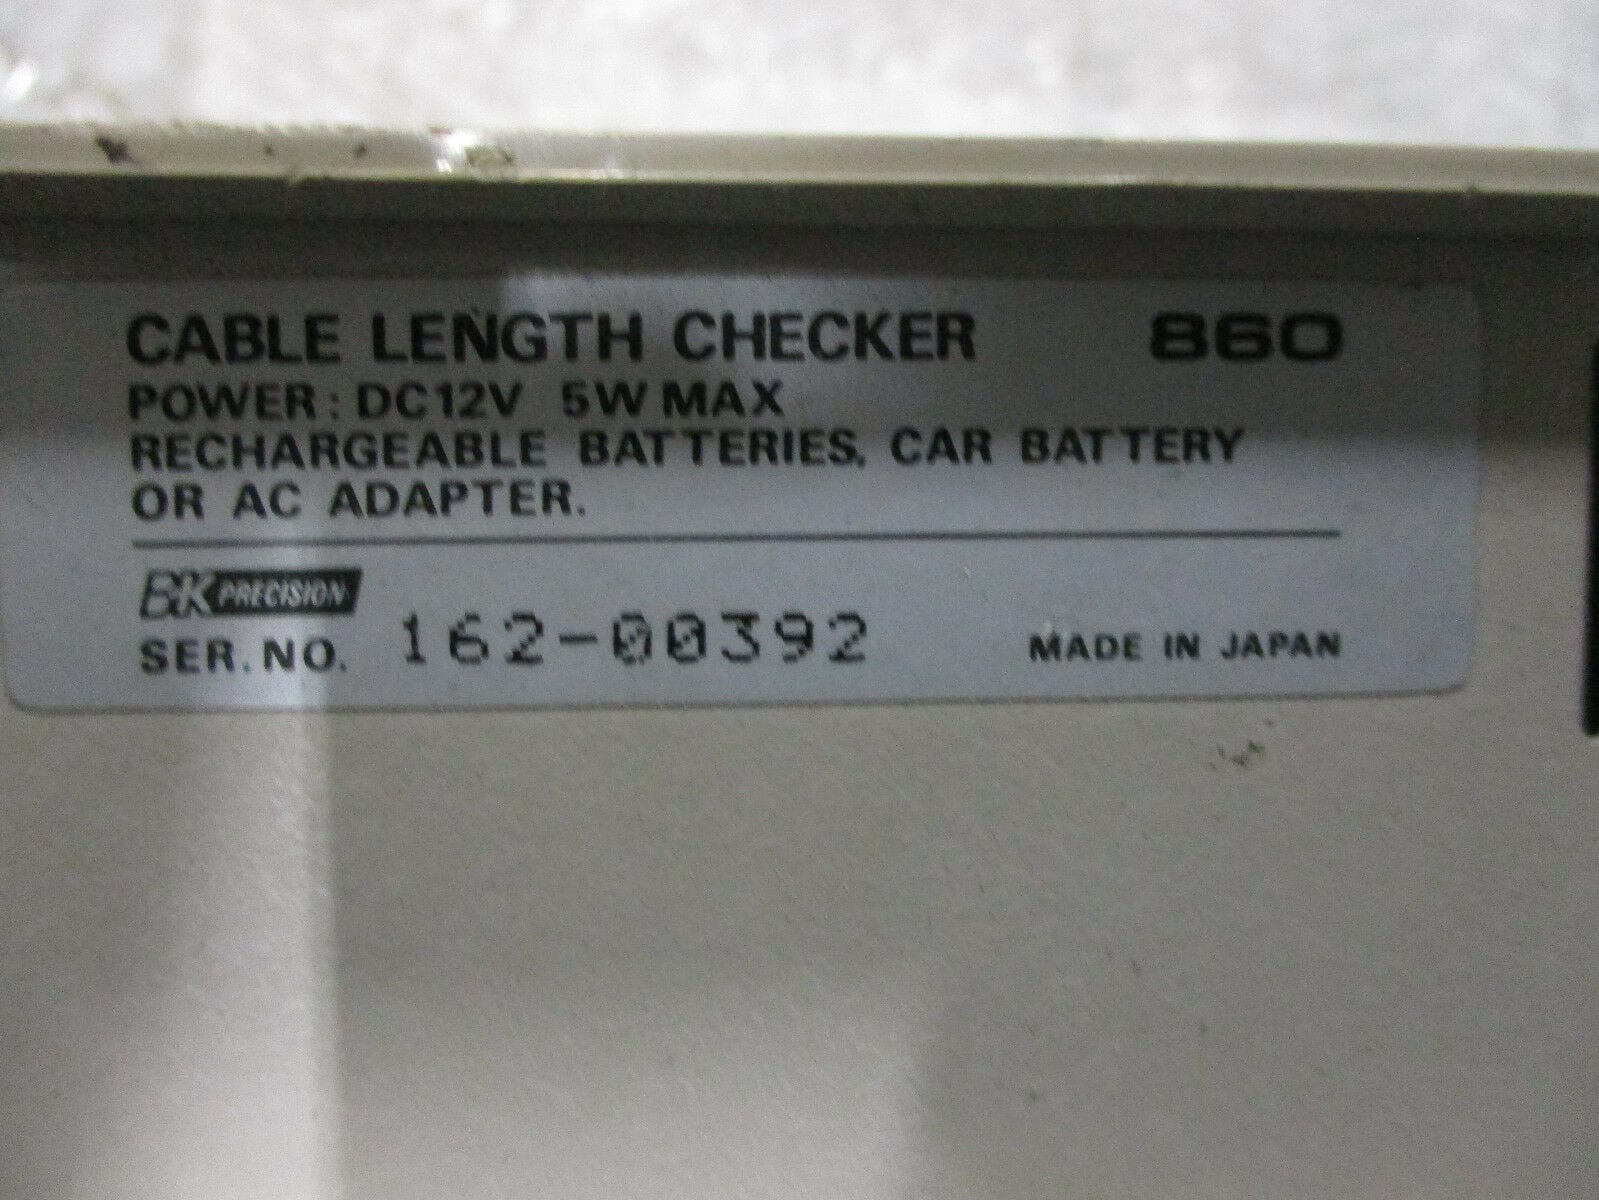 CABLE LENGTH CHECKER 860
POWER: DC12V 5W MAX
RECHARGEABLE BATTERIES, CAR BATTERY
OR AC ADAPTER.
BK PRECISION
SER. NO. 162-00392 MADE IN JAPAN